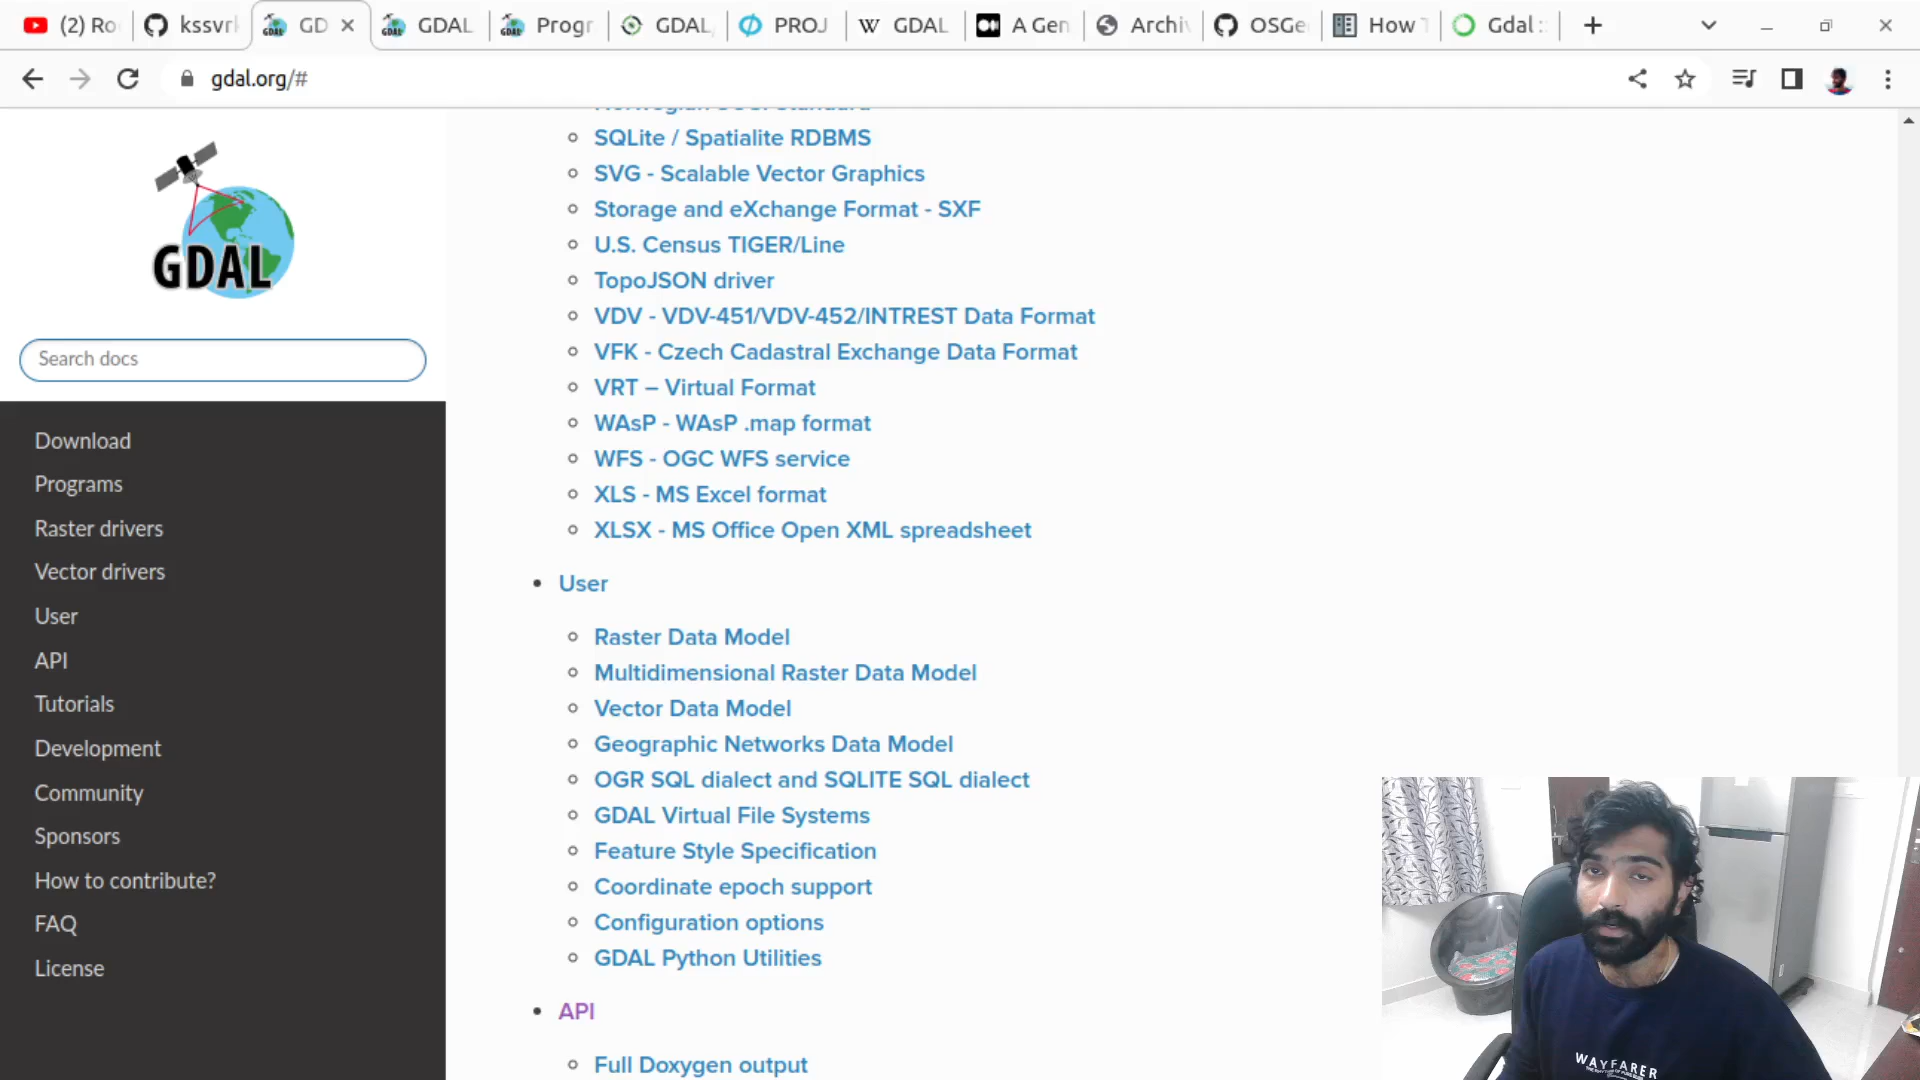 (2) Ro
kssvrk
GD
GDAL
Progr
GDAL,
PROJ
GDAL
A Gen
Archiv
OSGe
How T
Gdal ::
gdal.org/#
GDAL
Search docs
Download
Programs
Raster drivers
Vector drivers
User
API
Tutorials
Development
Community
Sponsors
How to contribute?
FAQ
License
SQLite / Spatialite RDBMS
SVG - Scalable Vector Graphics
Storage and eXchange Format - SXF
U.S. Census TIGER/Line
TopoJSON driver
VDV - VDV-451/VDV-452/INTREST Data Format
VFK - Czech Cadastral Exchange Data Format
VRT – Virtual Format
WAsP - WAsP .map format
WFS - OGC WFS service
XLS - MS Excel format
XLSX - MS Office Open XML spreadsheet
User
Raster Data Model
Multidimensional Raster Data Model
Vector Data Model
Geographic Networks Data Model
OGR SQL dialect and SQLITE SQL dialect
GDAL Virtual File Systems
Feature Style Specification
Coordinate epoch support
Configuration options
GDAL Python Utilities
API
Full Doxygen output
WAYFARER